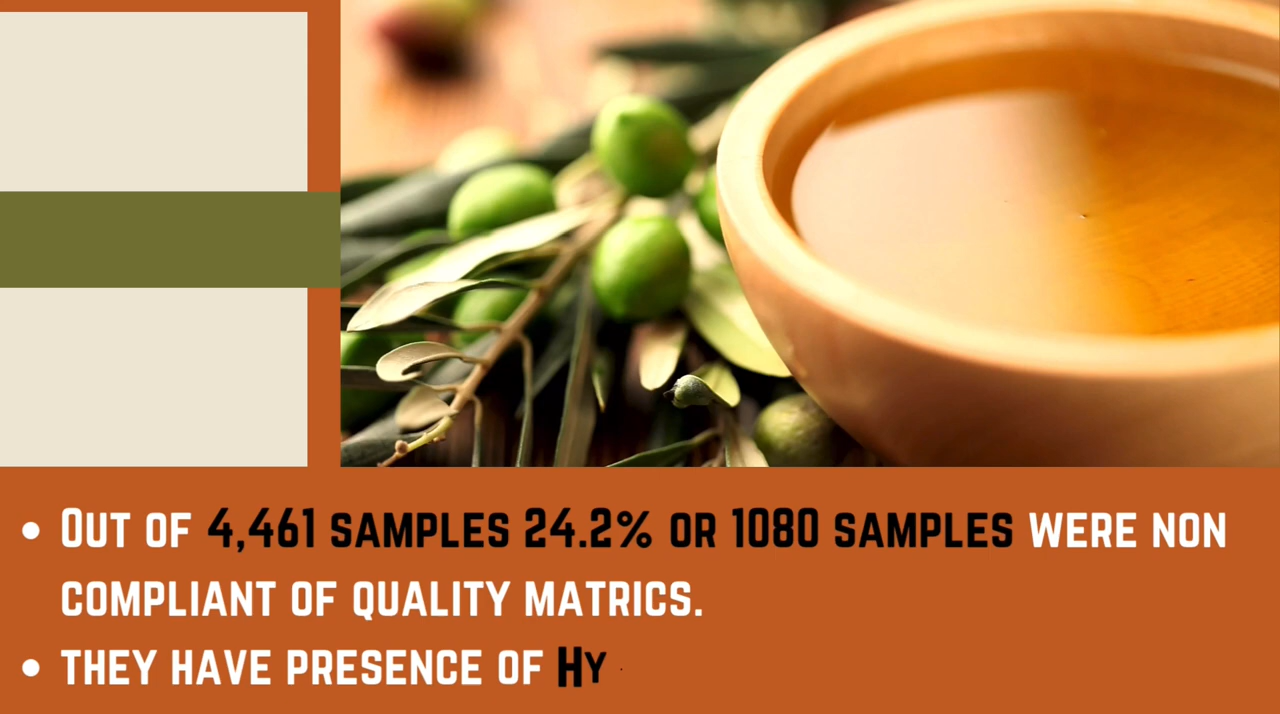 • Out of 4,461 samples 24.2% or 1080 samples were non
compliant of quality matrics.
• they have presence of Hy